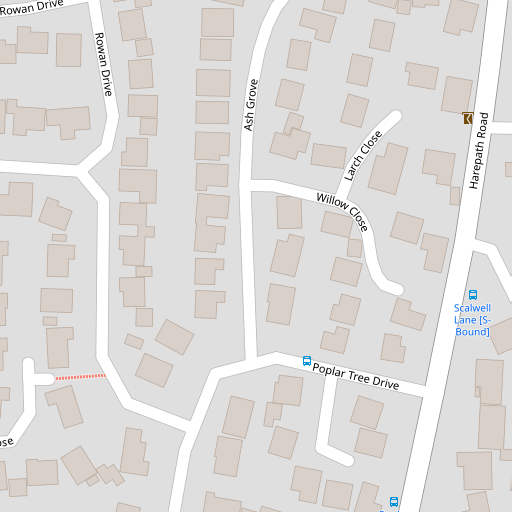 Rowan Drive
Rowan Drive
Ash Grove
Larch Close
Harepath Road
Willow Close
Scalwell
Lane [S-
Bound]
Poplar Tree Drive
ose